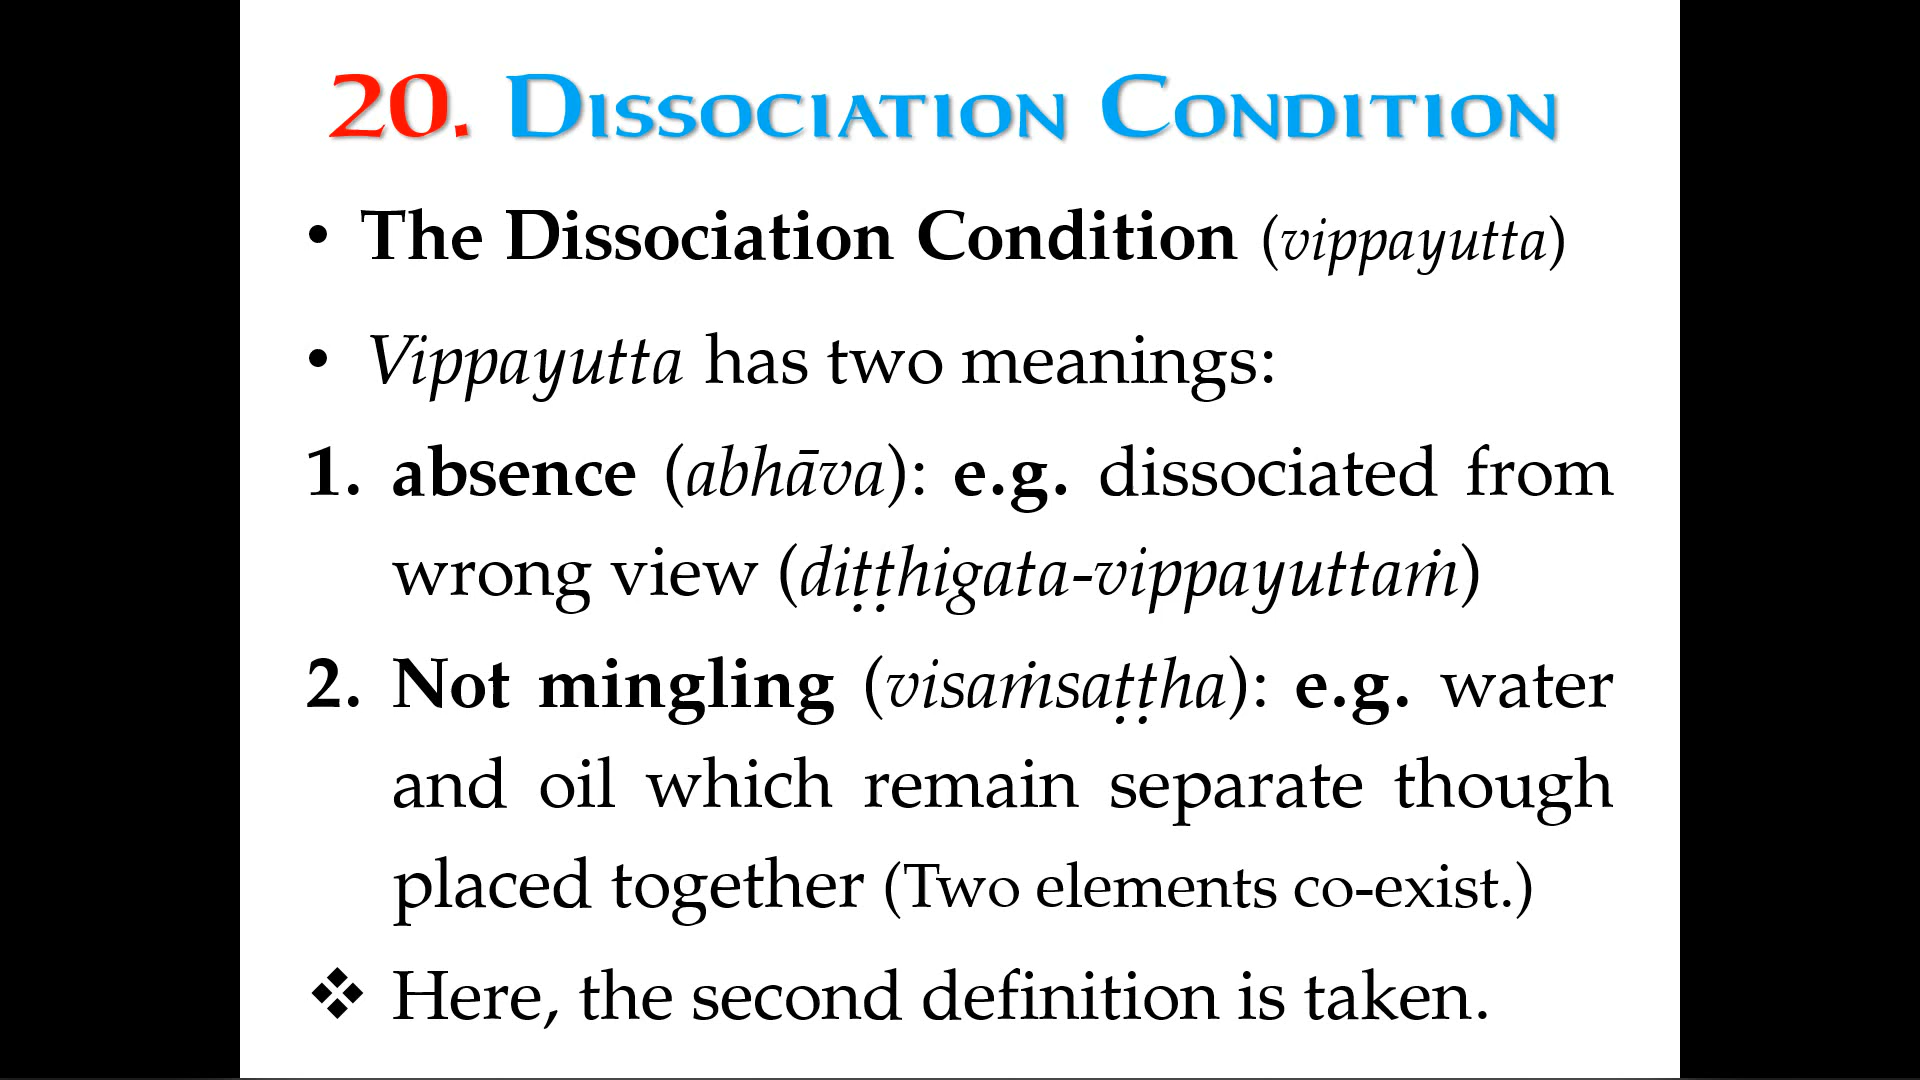 20. Dissociation Condition
• The Dissociation Condition (vippayutta)
• Vippayutta has two meanings:
1. absence (abhāva): e.g. dissociated from
wrong view (diṭṭhigata-vippayuttaṁ)
2. Not mingling (visaṁsaṭṭha): e.g. water
and oil which remain separate though
placed together (Two elements co-exist.)
❖ Here, the second definition is taken.